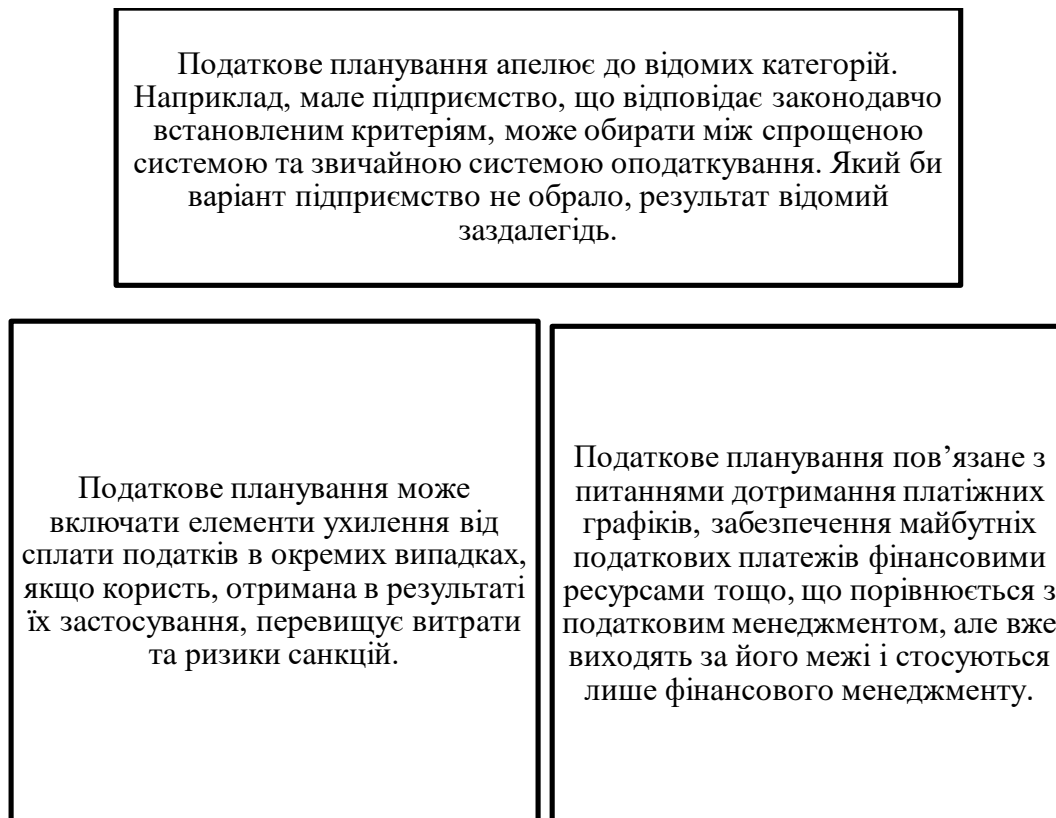 Податкове планування апелює до відомих категорій.
Наприклад, мале підприємство, що відповідає законодавчо
встановленим критеріям, може обирати між спрощеною
системою та звичайною системою оподаткування. Який би
варіант підприємство не обрало, результат відомий
заздалегідь.
Податкове планування може
включати елементи ухилення від
сплати податків в окремих випадках,
якщо користь, отримана в результаті
їх застосування, перевищує витрати
та ризики санкцій.
Податкове планування пов’язане з
питаннями дотримання платіжних
графіків, забезпечення майбутніх
податкових платежів фінансовими
ресурсами тощо, що порівнюється з
податковим менеджментом, але вже
виходять за його межі і стосуються
лише фінансового менеджменту.